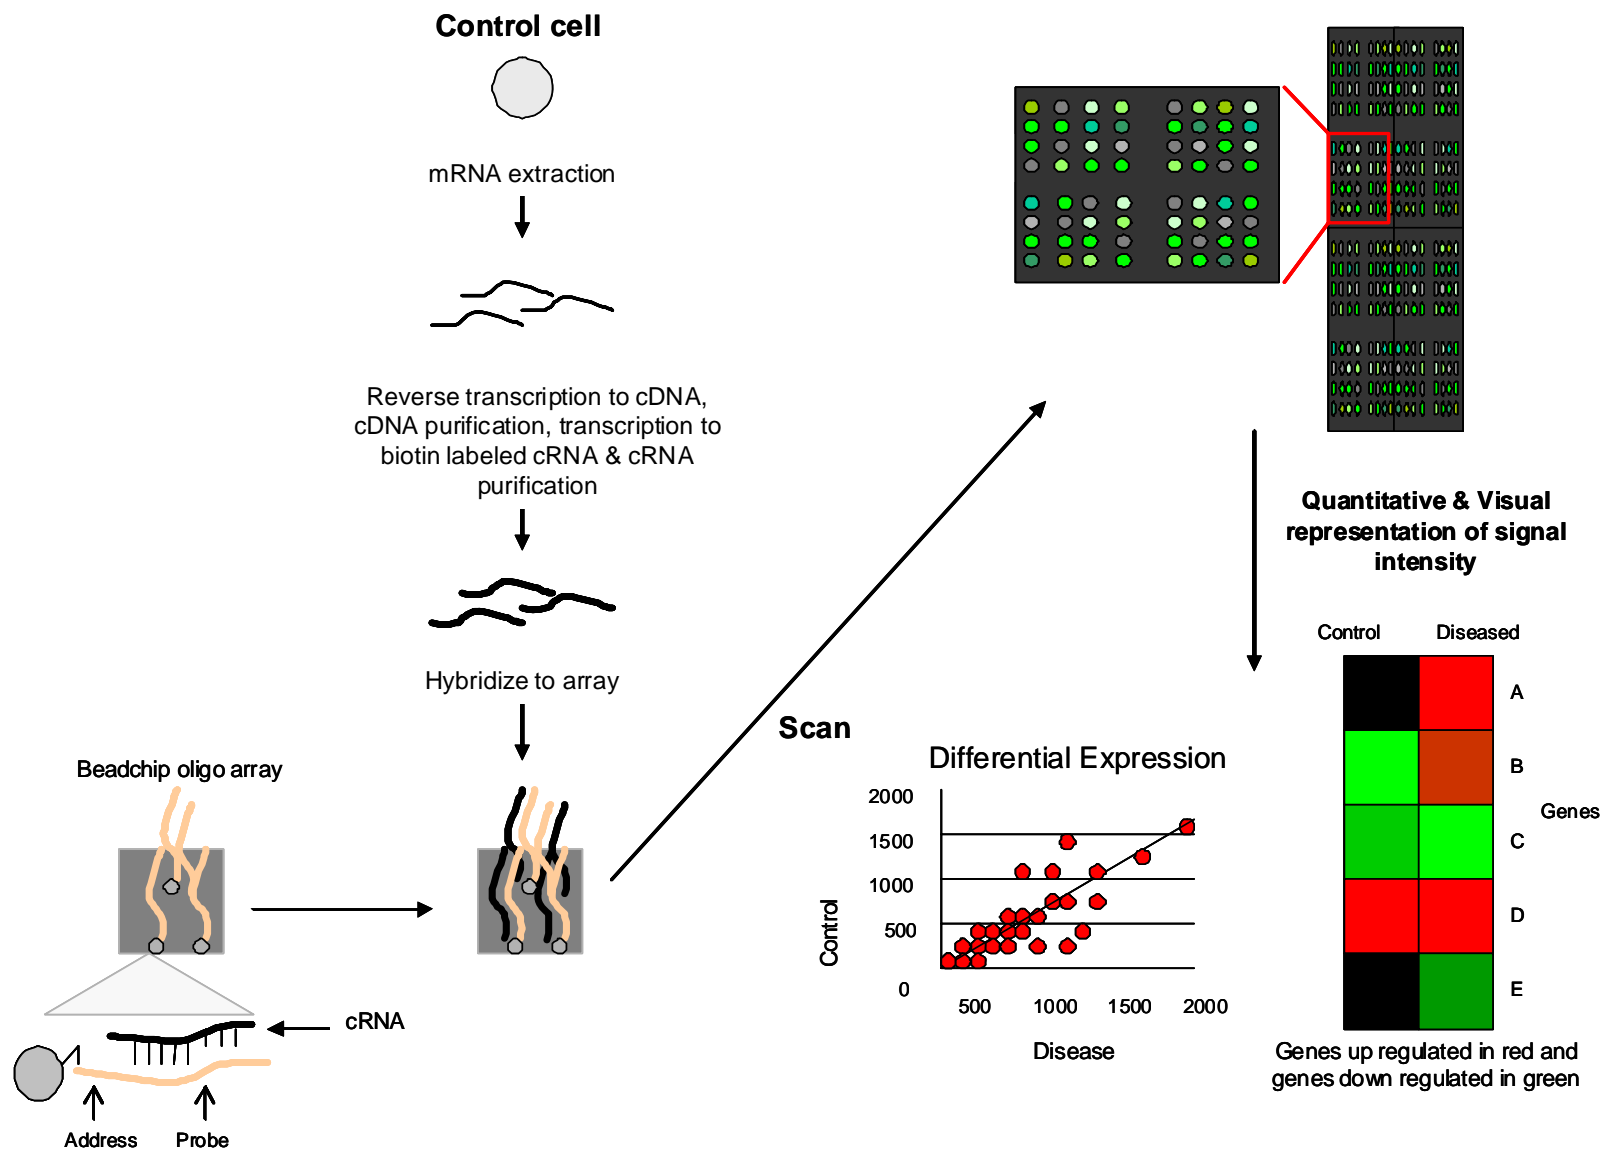 Control cell
mRNA extraction
Reverse transcription to cDNA,
cDNA purification, transcription to
biotin labeled cRNA & cRNA
purification
Hybridize to array
Beadchip oligo array
cRNA
Address
Probe
Scan
Quantitative & Visual
representation of signal
intensity
Differential Expression
2000
1500
1000
500
0
Control
500
1000
1500
2000
Disease
Control
Diseased
A
B
C
D
E
Genes
Genes up regulated in red and
genes down regulated in green